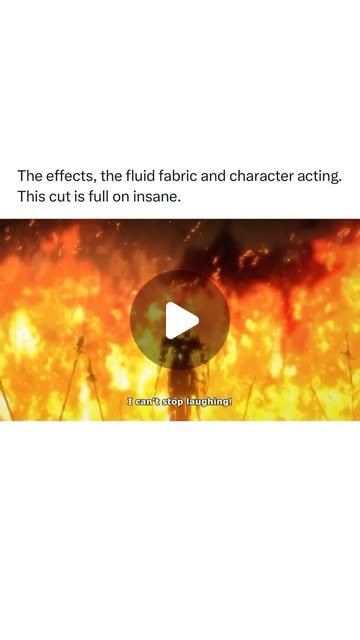 The effects, the fluid fabric and character acting.
This cut is full on insane.
I can't stop laughing!